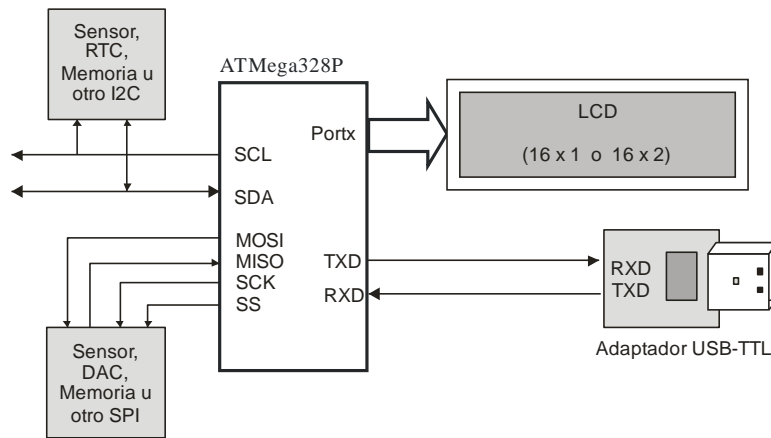 Sensor,
RTC,
Memoria u
otro I2C
ATMega328P
Portx
SCL
SDA
MOSI
MISO
SCK
SS
TXD
RXD
LCD
(16 x 1 o 16 x 2)
RXD
TXD
Adaptador USB-TTL
Sensor,
DAC,
Memoria u
otro SPI